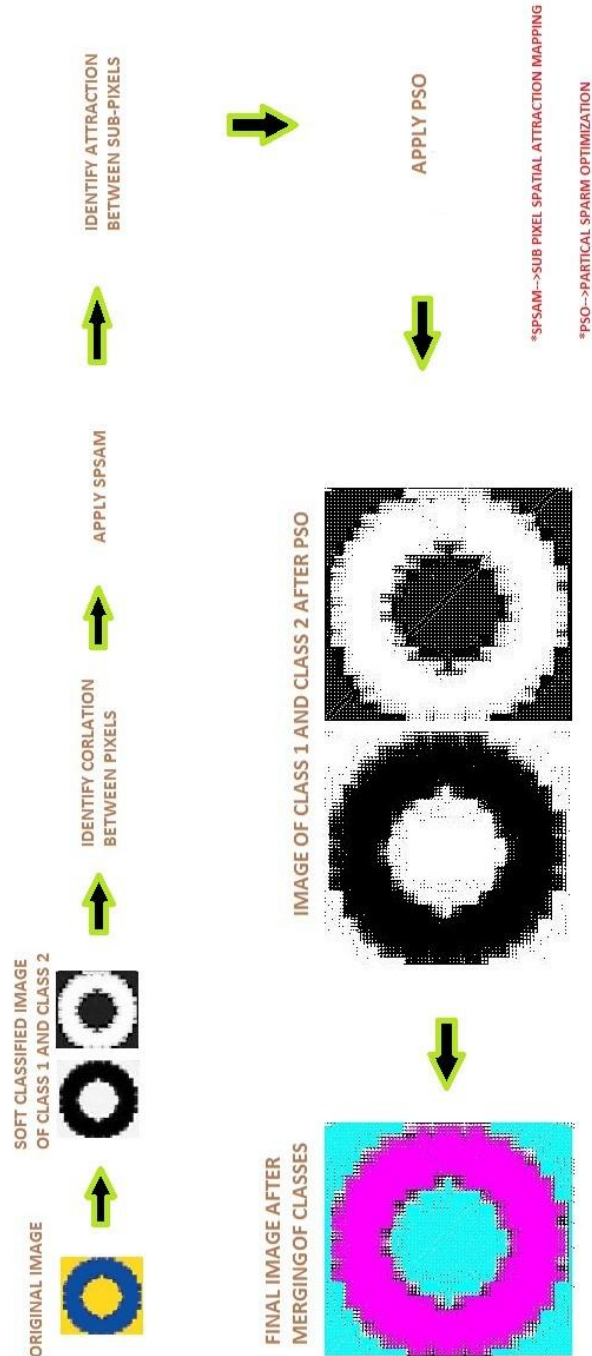 ORIGINAL IMAGE
SOFT CLASSIFIED IMAGE
OF CLASS 1 AND CLASS 2
IDENTIFY CORLATION
BETWEEN PIXELS
APPLY SPSAM
IDENTIFY ATTRACTION
BETWEEN SUB-PIXELS
APPLY PSO
IMAGE OF CLASS 1 AND CLASS 2 AFTER PSO
FINAL IMAGE AFTER
MERGINGOF CLASSES
*SPSAM-->SUB PIXEL SPATIAL ATTRACTION MAPPING
*PSO-->PARTICAL SPARM OPTIMIZATION